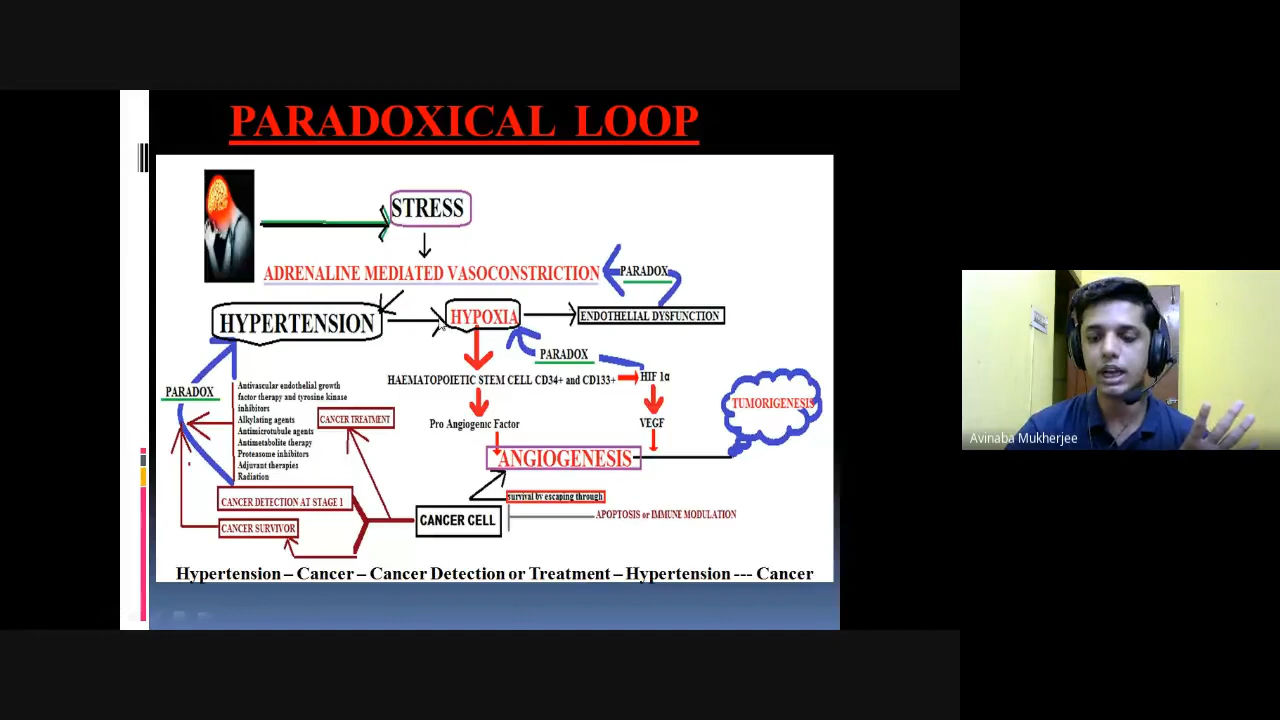 PARADOXICAL LOOP
STRESS
ADRENALINE MEDIATED VASOCONSTRICTION
PARADOX
HYPERTENSION
HYPOXIA
ENDOTHELIAL DYSFUNCTION
PARADOX
HAEMATOPOIETIC STEM CELL CD34+ and CD133+
HIF 1α
PARADOX
Antivascular endothelial growth
factor therapy and tyrosine kinase
inhibitors
Alkylating agents
Antimicrotubule agents
Antimetabolite therapy
Proteasome inhibitors
Adjuvant therapies
Radiation
CANCER TREATMENT
Pro Angiogenic Factor
VEGF
TUMORIGENESIS
ANGIOGENESIS
survival by escaping through
CANCER DETECTION AT STAGE 1
CANCER SURVIVOR
CANCER CELL
APOPTOSIS or IMMUNE MODULATION
Hypertension – Cancer – Cancer Detection or Treatment – Hypertension --- Cancer
Avinaba Mukherjee